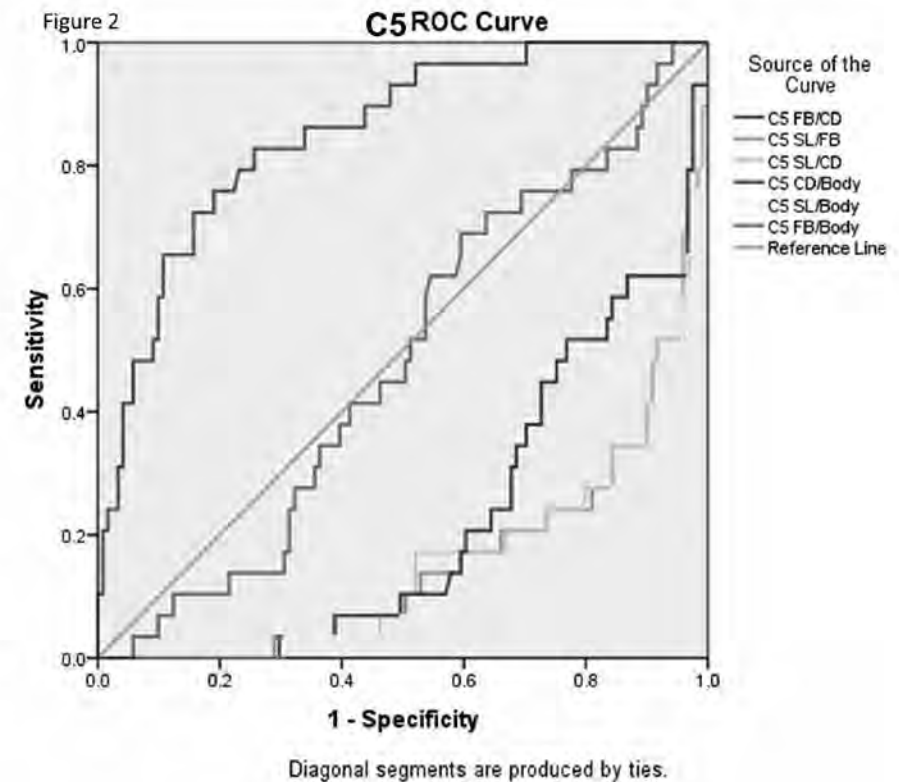 Figure 2
C5 ROC Curve
Source of the
Curve
C5 FB/CD
C5 SL/FB
C5 SL/CD
C5 CD/Body
C5 SL/Body
C5 FB/Body
Reference Line
Sensitivity
1.0
0.8
0.6
0.4
0.2
0.0
0.0 0.2 0.4 0.6 0.8 1.0
1 - Specificity
Diagonal segments are produced by ties.